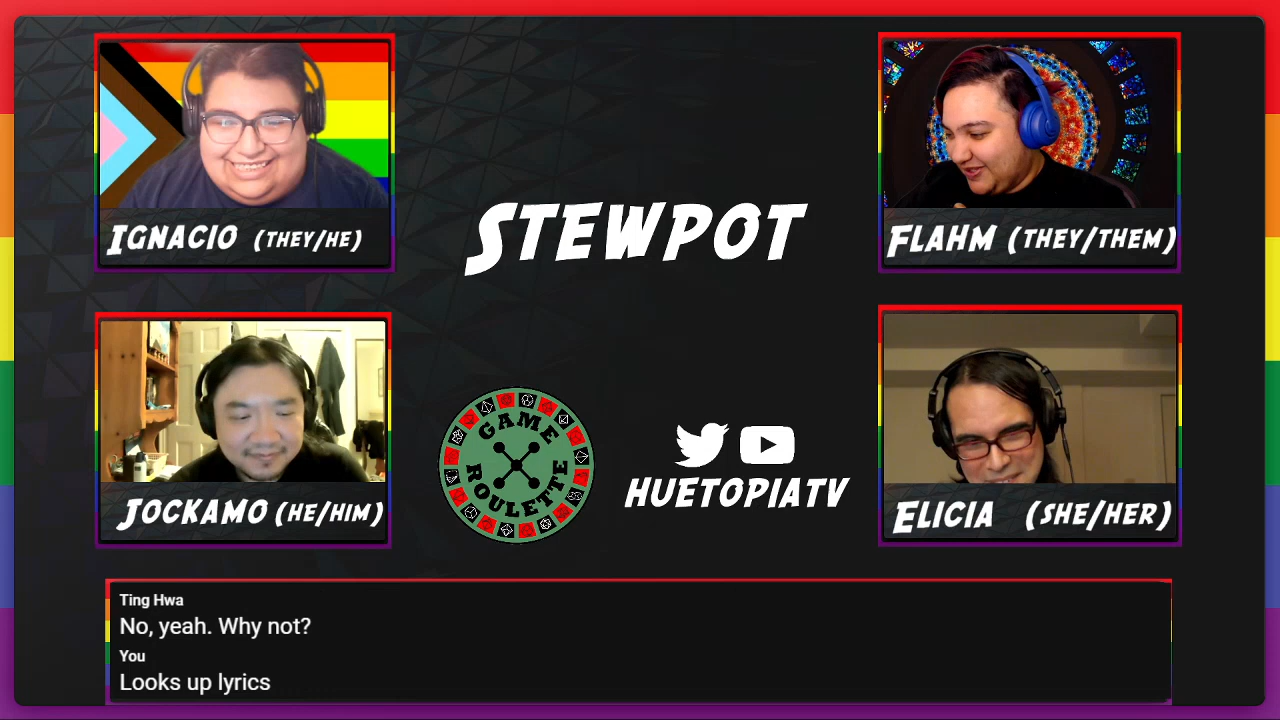 IGNACIO (THEY/HE)
STEWPOT
FLAHM (THEY/THEM)
GAME
ROULETTE
HUETOPIATV
JOCKAMO (HE/HIM)
ELICIA (SHE/HER)
Ting Hwa
No, yeah. Why not?
You
Looks up lyrics